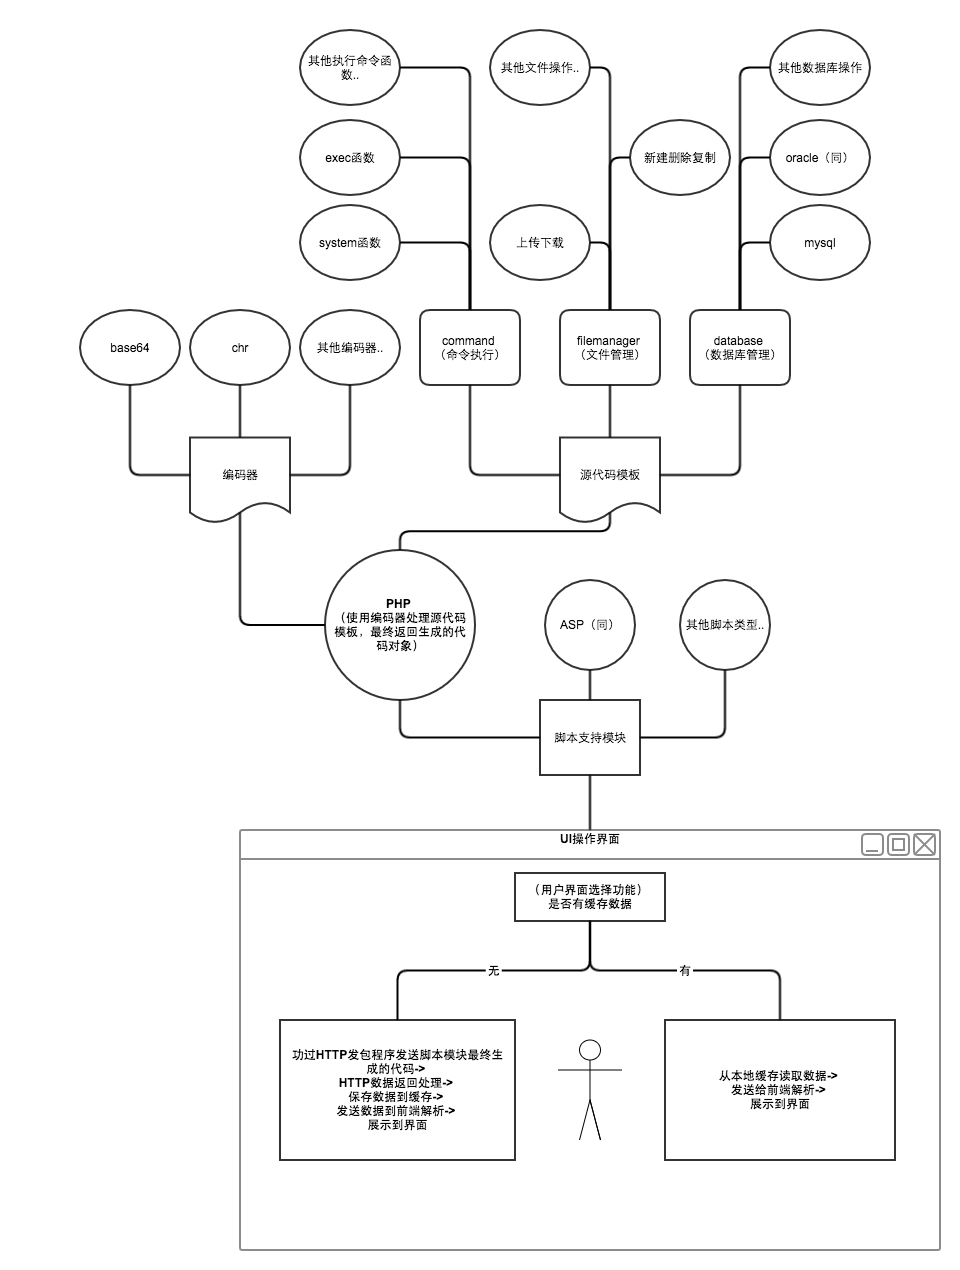 其他执行命令函
数..
其他文件操作..
其他数据库操作
exec函数
新建删除复制
oracle（同）
system函数
上传下载
mysql
base64
chr
其他编码器..
command
（命令执行）
filemanager
（文件管理）
database
（数据库管理）
编码器
源代码模板
PHP
（使用编码器处理源代码
模板，最终返回生成的代
码对象）
ASP（同）
其他脚本类型..
脚本支持模块
UI操作界面
（用户界面选择功能）
是否有缓存数据
无
有
功过HTTP发包程序发送脚本模块最终生
成的代码->
HTTP数据返回处理->
保存数据到缓存->
发送数据到前端解析->
展示到界面
从本地缓存读取数据->
发送给前端解析->
展示到界面